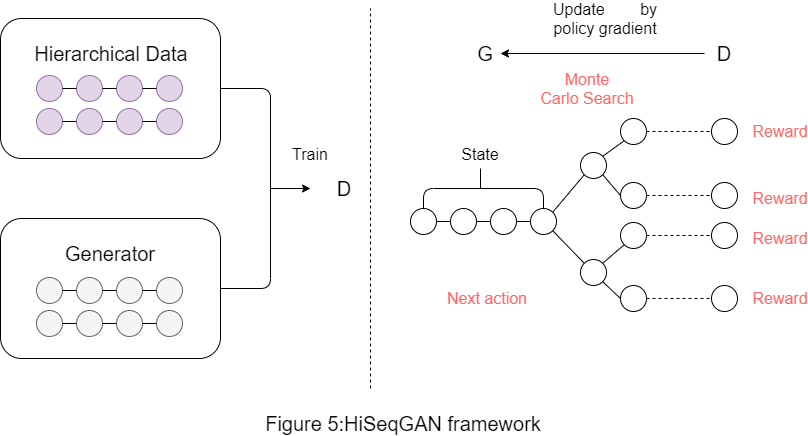 Hierarchical Data
Generator
Train
D
Update by
policy gradient
G
D
Monte
Carlo Search
State
Next action
Reward
Reward
Reward
Reward
Figure 5:HiSeqGAN framework